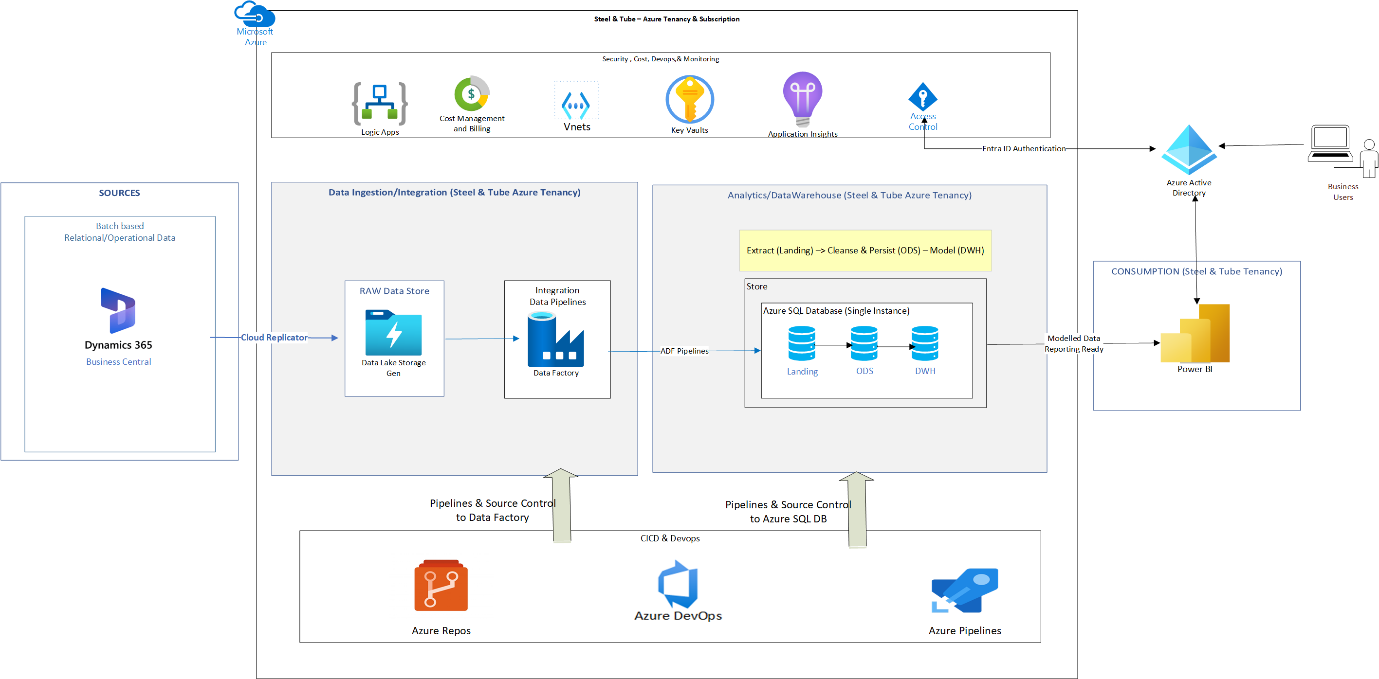 Microsoft
Azure
Steel & Tube – Azure Tenancy & Subscription
Security , Cost, Devops,& Monitoring
Logic Apps
Cost Management
and Billing
Vnets
Key Vaults
Application Insights
Access
Control
Entra ID Authentication
Azure Active
Directory
Business
Users
SOURCES
Batch based
Relational/Operational Data
Dynamics 365
Business Central
Cloud Replicator
Data Ingestion/Integration (Steel & Tube Azure Tenancy)
RAW Data Store
Data Lake Storage
Gen
Integration
Data Pipelines
Data Factory
ADF Pipelines
Analytics/DataWarehouse (Steel & Tube Azure Tenancy)
Extract (Landing) –> Cleanse & Persist (ODS) – Model (DWH)
Store
Azure SQL Database (Single Instance)
Landing
ODS
DWH
Modelled Data
Reporting Ready
CONSUMPTION (Steel & Tube Tenancy)
Power BI
Pipelines & Source Control
to Data Factory
Pipelines & Source Control
to Azure SQL DB
CICD & Devops
Azure Repos
Azure DevOps
Azure Pipelines